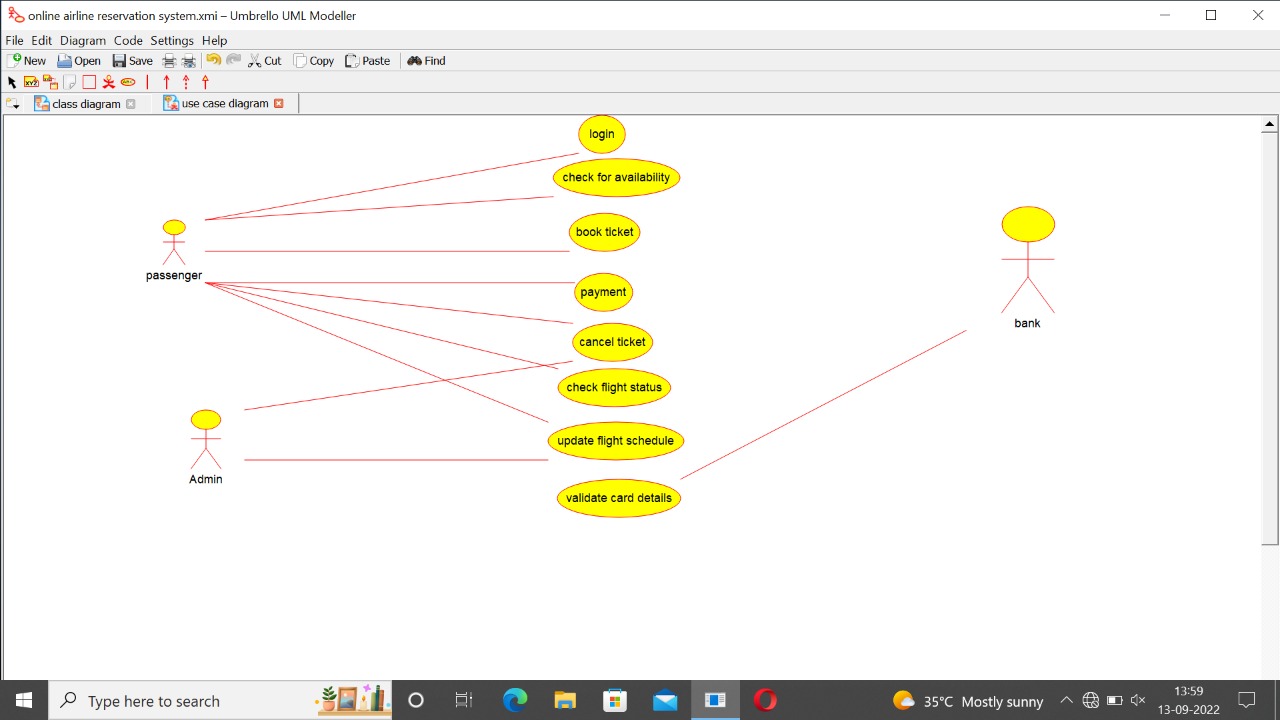 online airline reservation system.xmi – Umbrello UML Modeller
File Edit Diagram Code Settings Help
New Open Save Cut Copy Paste Find
XYZ
class diagram use case diagram
login
check for availability
book ticket
passenger
payment
bank
cancel ticket
check flight status
update flight schedule
Admin
validate card details
Type here to search
35°C Mostly sunny
13:59
13-09-2022